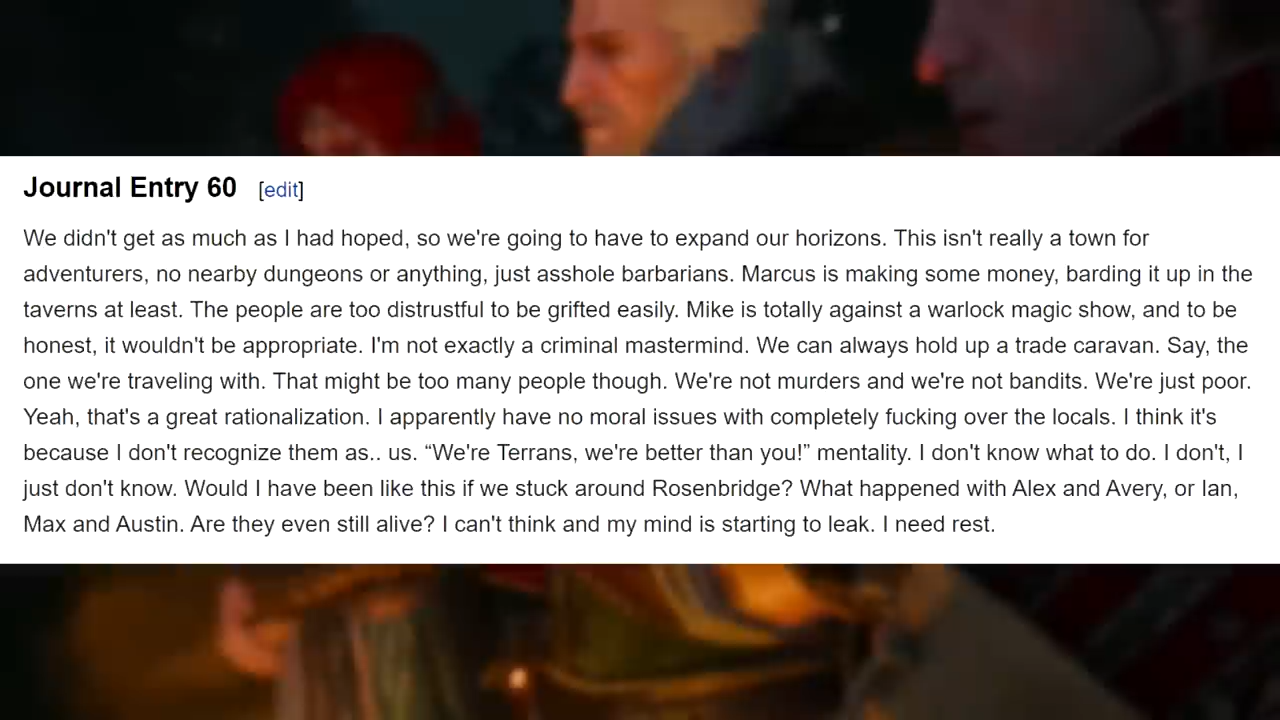 Journal Entry 60 [edit]
We didn't get as much as I had hoped, so we're going to have to expand our horizons. This isn't really a town for
adventurers, no nearby dungeons or anything, just asshole barbarians. Marcus is making some money, barding it up in the
taverns at least. The people are too distrustful to be grifted easily. Mike is totally against a warlock magic show, and to be
honest, it wouldn't be appropriate. I'm not exactly a criminal mastermind. We can always hold up a trade caravan. Say, the
one we're traveling with. That might be too many people though. We're not murders and we're not bandits. We're just poor.
Yeah, that's a great rationalization. I apparently have no moral issues with completely fucking over the locals. I think it's
because I don't recognize them as.. us. “We're Terrans, we're better than you!” mentality. I don't know what to do. I don't, I
just don't know. Would I have been like this if we stuck around Rosenbridge? What happened with Alex and Avery, or Ian,
Max and Austin. Are they even still alive? I can't think and my mind is starting to leak. I need rest.